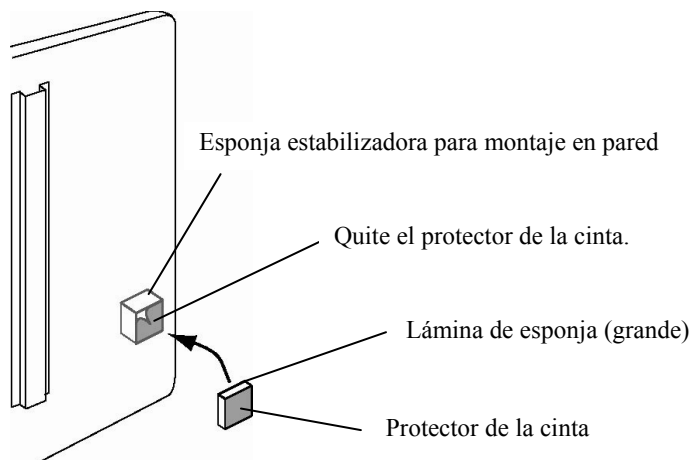 Esponja estabilizadora para montaje en pared
Quite el protector de la cinta.
Lámina de esponja (grande)
Protector de la cinta